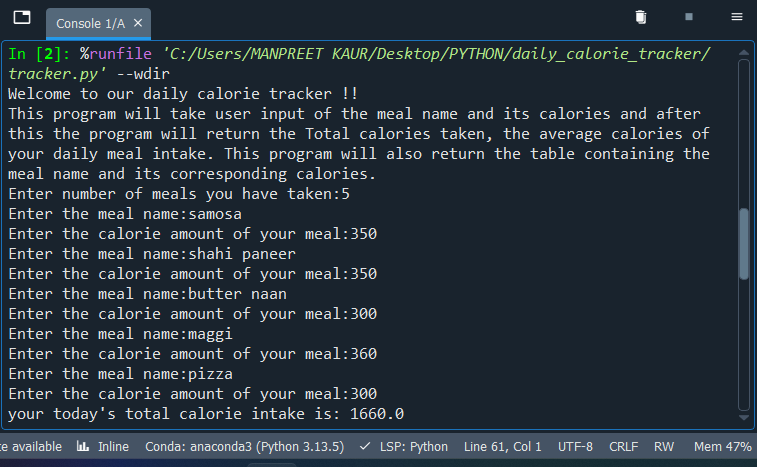 Console 1/A
In [2]: %runfile 'C:/Users/MANPREET KAUR/Desktop/PYTHON/daily_calorie_tracker/
tracker.py' --wdir
Welcome to our daily calorie tracker !!
This program will take user input of the meal name and its calories and after
this the program will return the Total calories taken, the average calories of
your daily meal intake. This program will also return the table containing the
meal name and its corresponding calories.
Enter number of meals you have taken:5
Enter the meal name:samosa
Enter the calorie amount of your meal:350
Enter the meal name:shahi paneer
Enter the calorie amount of your meal:350
Enter the meal name:butter naan
Enter the calorie amount of your meal:300
Enter the meal name:maggi
Enter the calorie amount of your meal:360
Enter the meal name:pizza
Enter the calorie amount of your meal:300
your today's total calorie intake is: 1660.0
available Inline Conda: anaconda3 (Python 3.13.5) LSP: Python Line 61, Col 1 UTF-8 CRLF RW Mem 47%